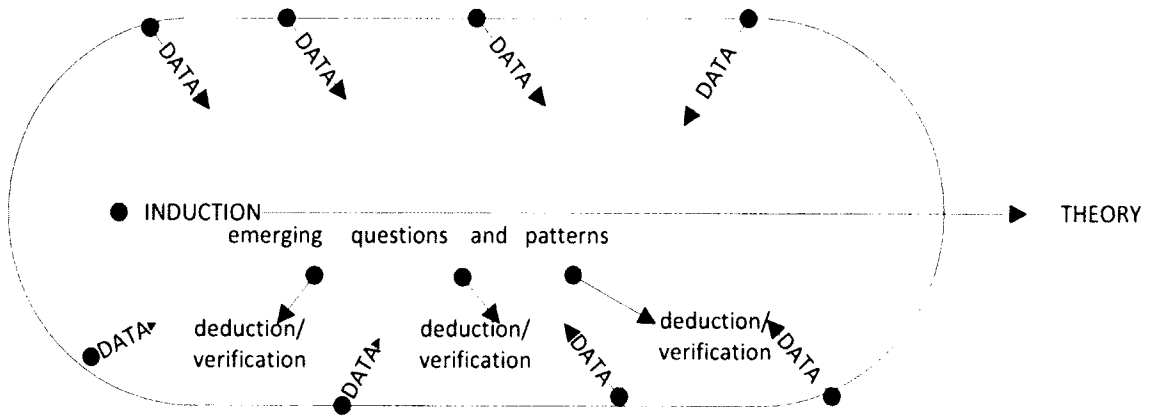 DATA
DATA
DATA
DATA
INDUCTION
THEORY
emerging questions and patterns
deduction/
verification
deduction/
verification
deduction/
verification
DATA
DATA
DATA
DATA